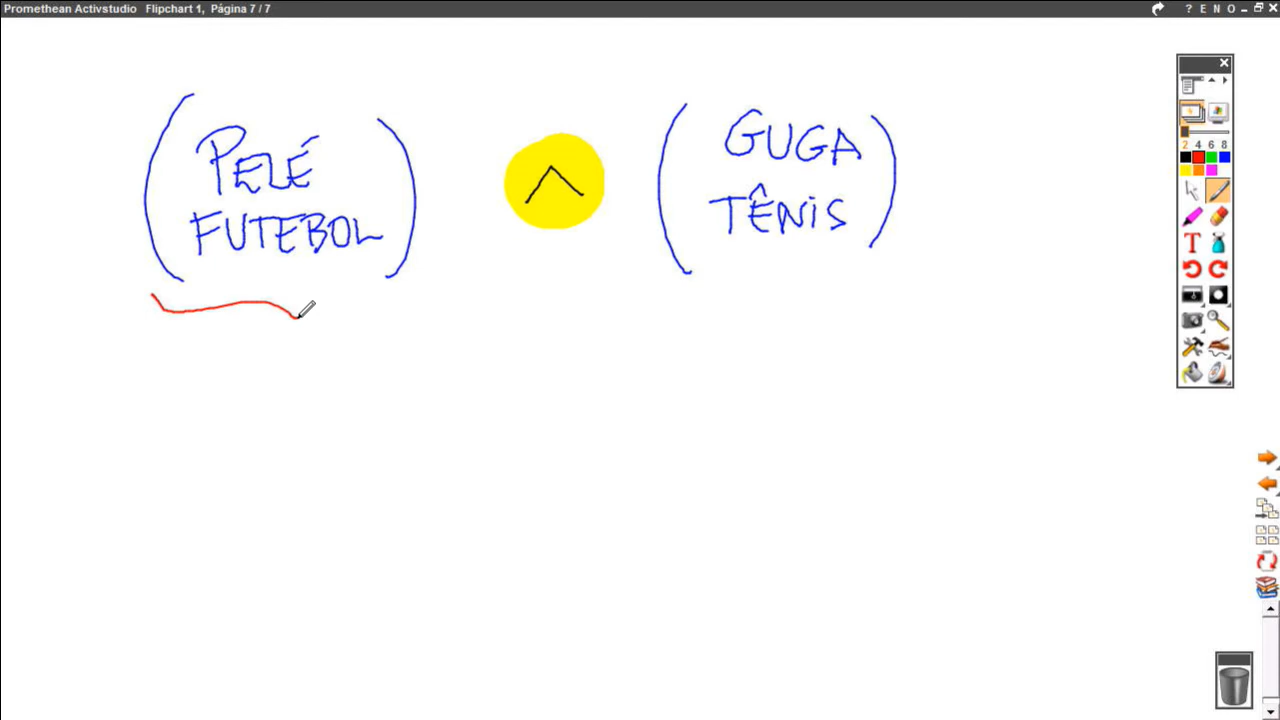 Promethean Activstudio Flipchart 1, Página 7 / 7
? E N O
PELÉ
FUTEBOL
^
GUGA
TÊNIS
2 4 6 8
T